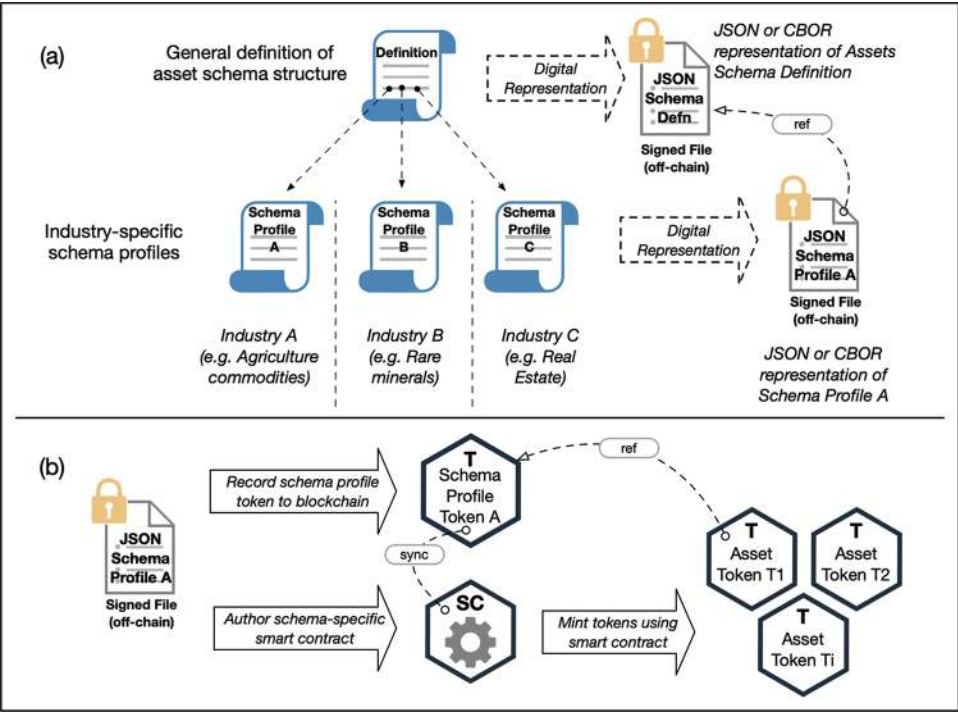 (a)
General definition of
asset schema structure
Definition
Digital
Representation
JSON
Schema
Defn
Signed File
(off-chain)
JSON or CBOR
representation of Assets
Schema Definition
ref
Industry-specific
schema profiles
Schema
Profile
A
Schema
Profile
B
Schema
Profile
C
Digital
Representation
JSON
Schema
Profile A
Signed File
(off-chain)
Industry A
(e.g. Agriculture
commodities)
Industry B
(e.g. Rare
minerals)
Industry C
(e.g. Real
Estate)
JSON or CBOR
representation of
Schema Profile A
(b)
JSON
Schema
Profile A
Signed File
(off-chain)
Record schema profile
token to blockchain
T
Schema
Profile
Token A
ref
sync
Author schema-specific
smart contract
SC
Mint tokens using
smart contract
T
Asset
Token T1
T
Asset
Token T2
T
Asset
Token Ti